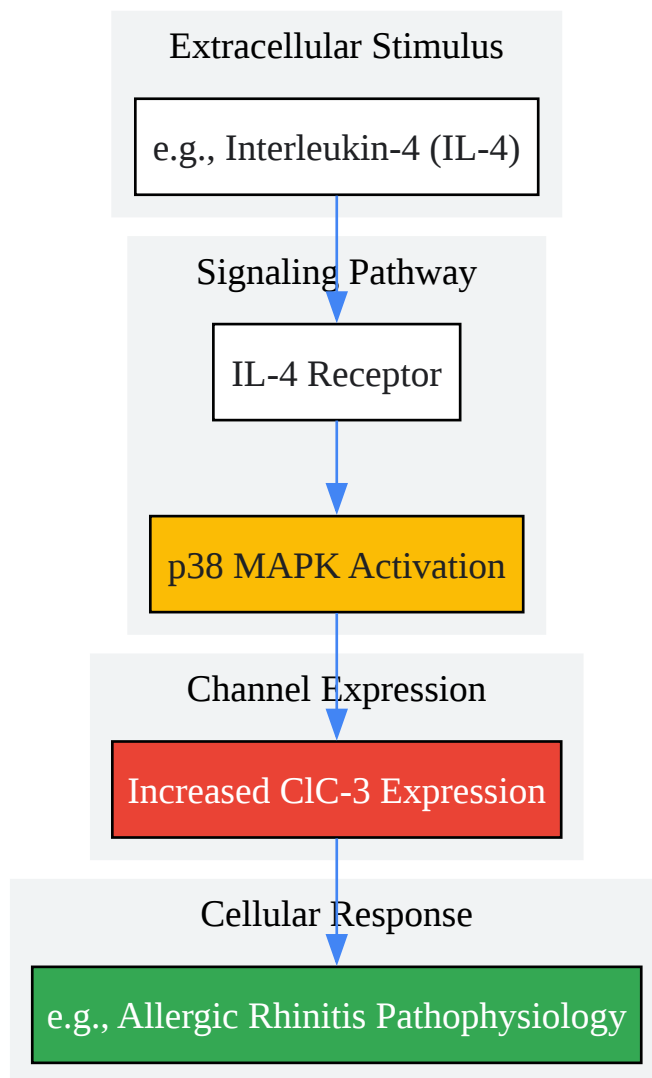 Extracellular Stimulus
e.g., Interleukin-4 (IL-4)
Signaling Pathway
IL-4 Receptor
p38 MAPK Activation
Channel Expression
Increased ClC-3 Expression
Cellular Response
e.g., Allergic Rhinitis Pathophysiology